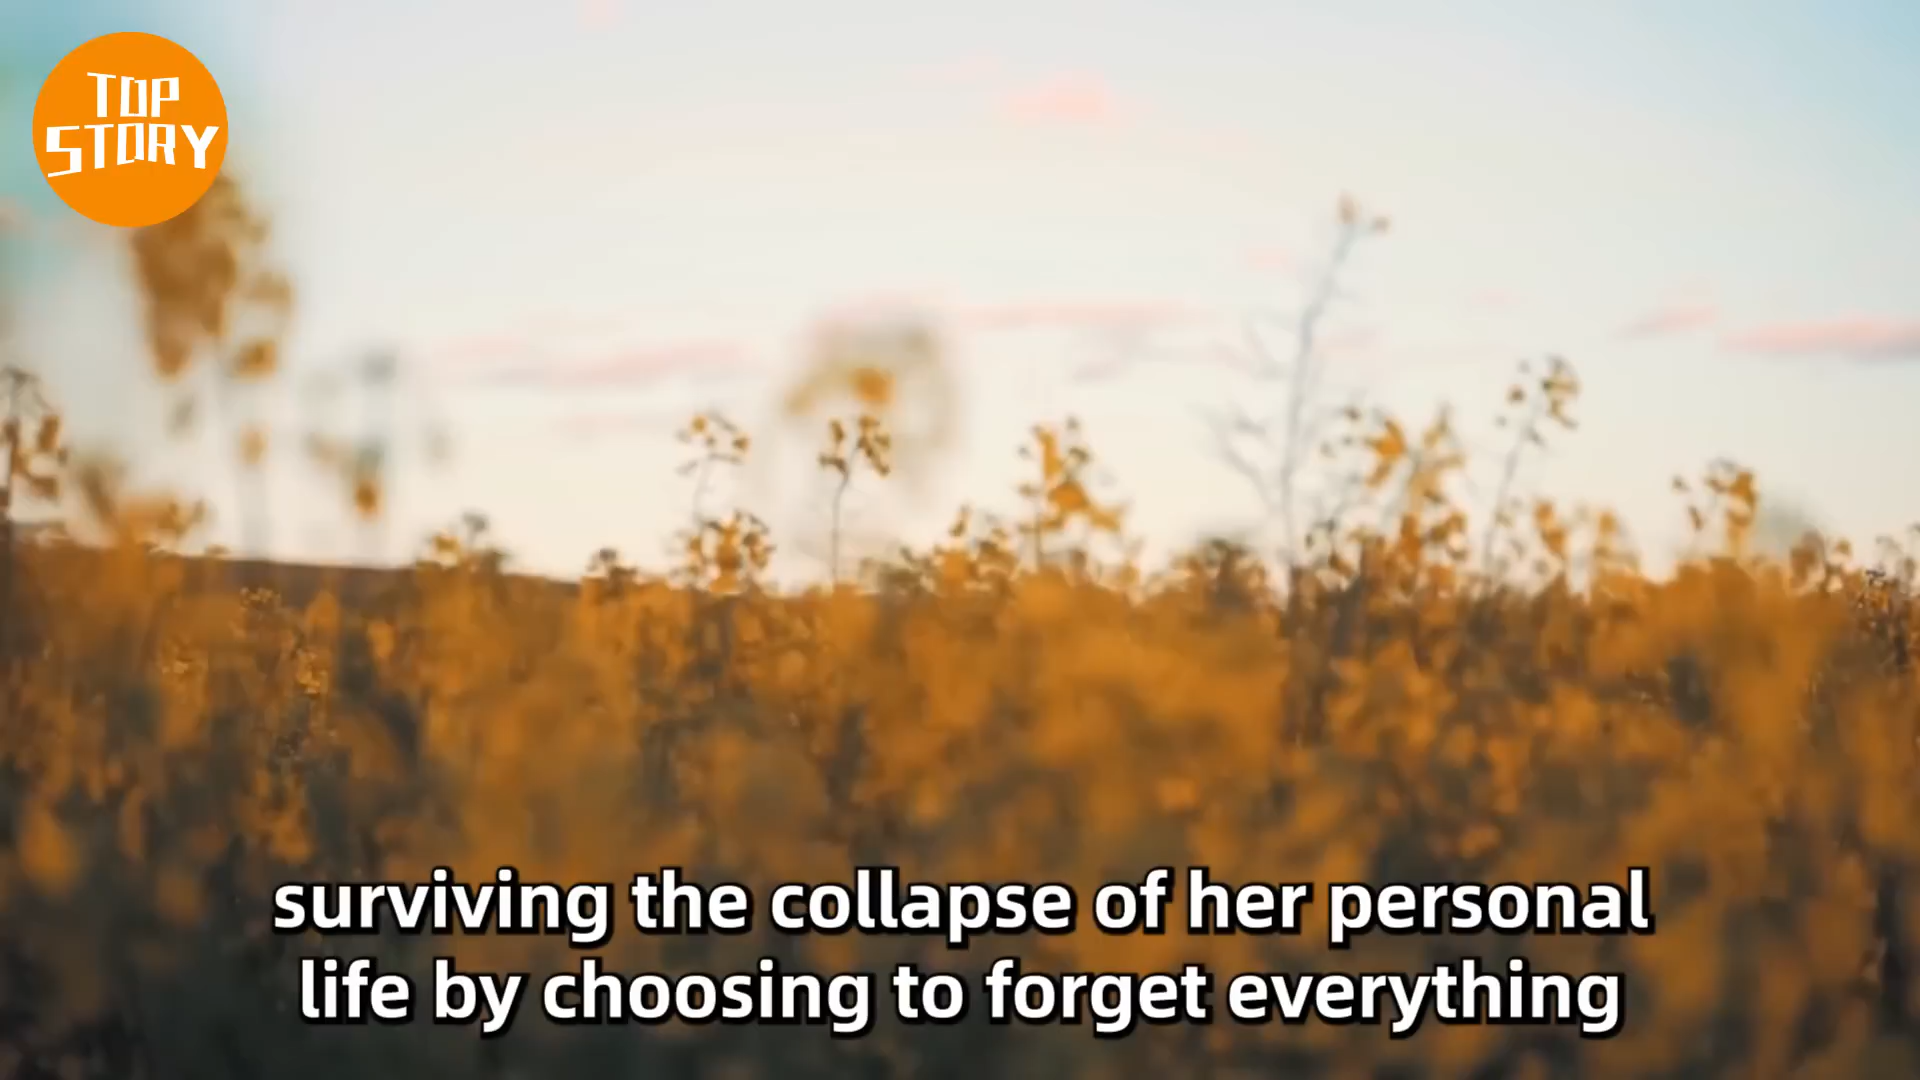 TOP
STORY
surviving the collapse of her personal
life by choosing to forget everything